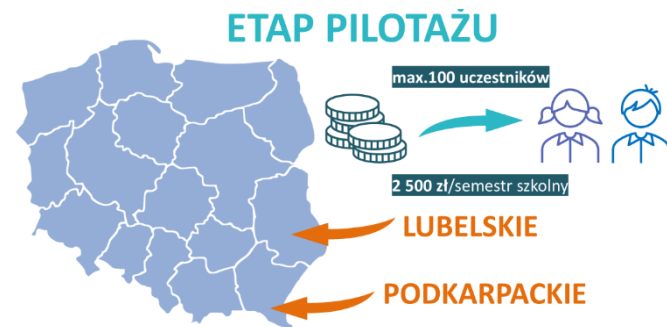 ETAP PILOTAŻU
max.100 uczestników
2 500 zł/semestr szkolny
LUBELSKIE
PODKARPACKIE